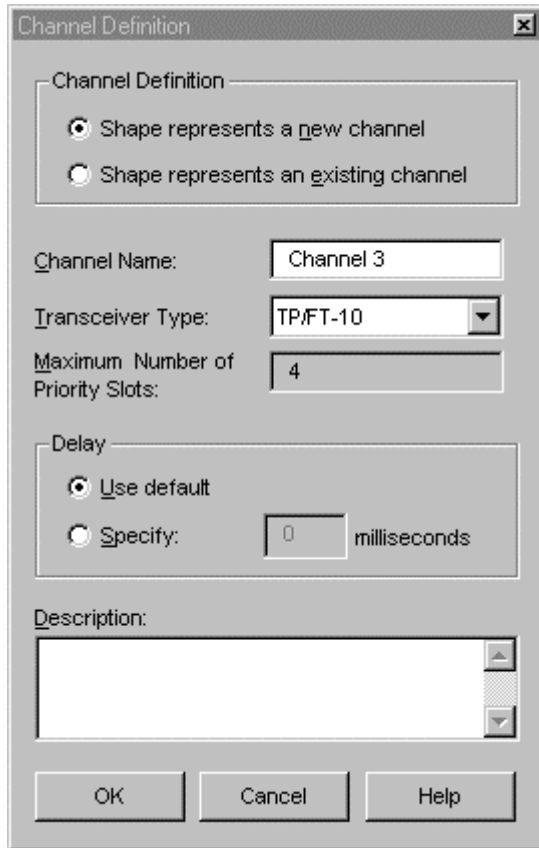 Channel Definition
Channel Definition
Shape represents a new channel
Shape represents an existing channel
Channel Name: Channel 3
Transceiver Type: TP/FT-10
Maximum Number of
Priority Slots: 4
Delay
Use default
Specify: 0 milliseconds
Description:
OK Cancel Help